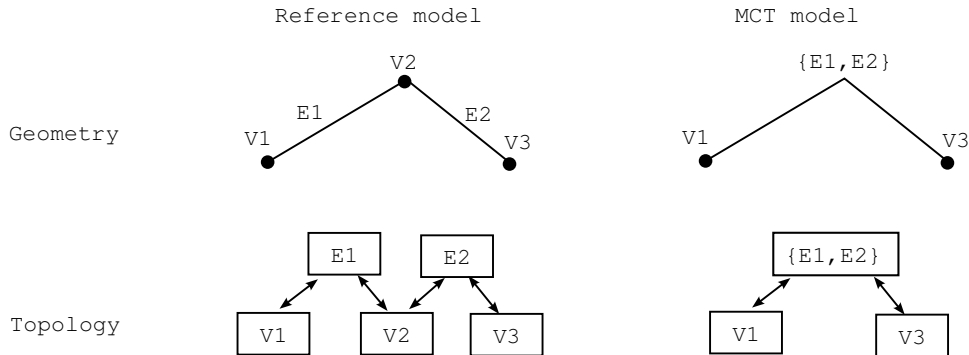 Reference model MCT model
V2 {E1,E2}
E1 E2
Geometry V1 V3 V1 V3
E1 E2 {E1,E2}
Topology V1 V2 V3 V1 V3